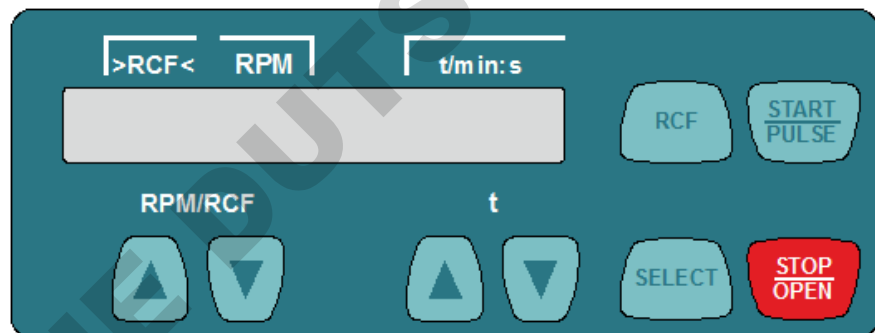 >RCF< RPM t/min:s
RCF START
PULSE
RPM/RCF t
SELECT STOP
OPEN